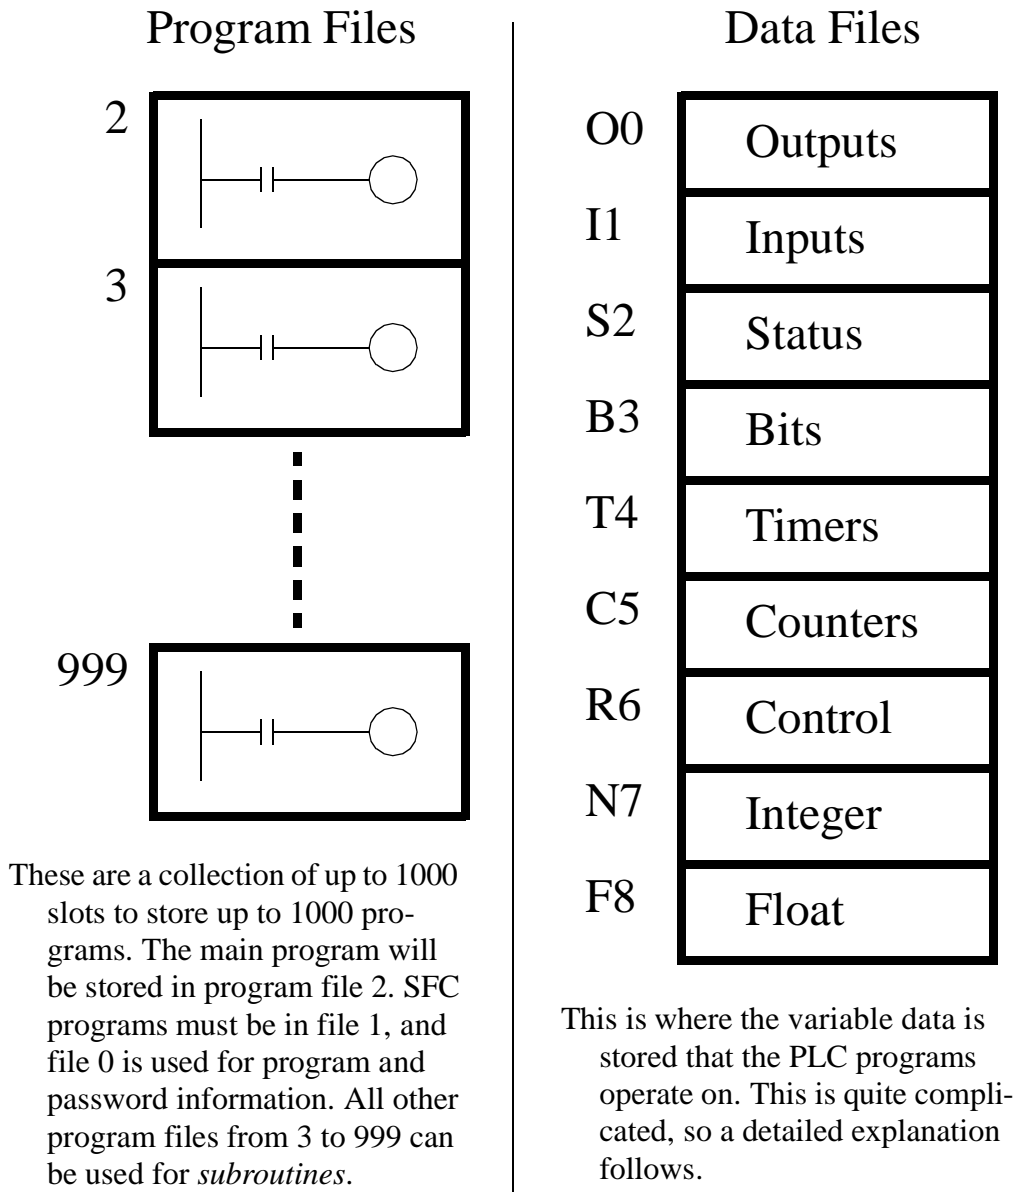 Program Files
2
3
999
These are a collection of up to 1000
slots to store up to 1000 pro-
grams. The main program will
be stored in program file 2. SFC
programs must be in file 1, and
file 0 is used for program and
password information. All other
program files from 3 to 999 can
be used for subroutines.
Data Files
O0 Outputs
I1 Inputs
S2 Status
B3 Bits
T4 Timers
C5 Counters
R6 Control
N7 Integer
F8 Float
This is where the variable data is
stored that the PLC programs
operate on. This is quite compli-
cated, so a detailed explanation
follows.